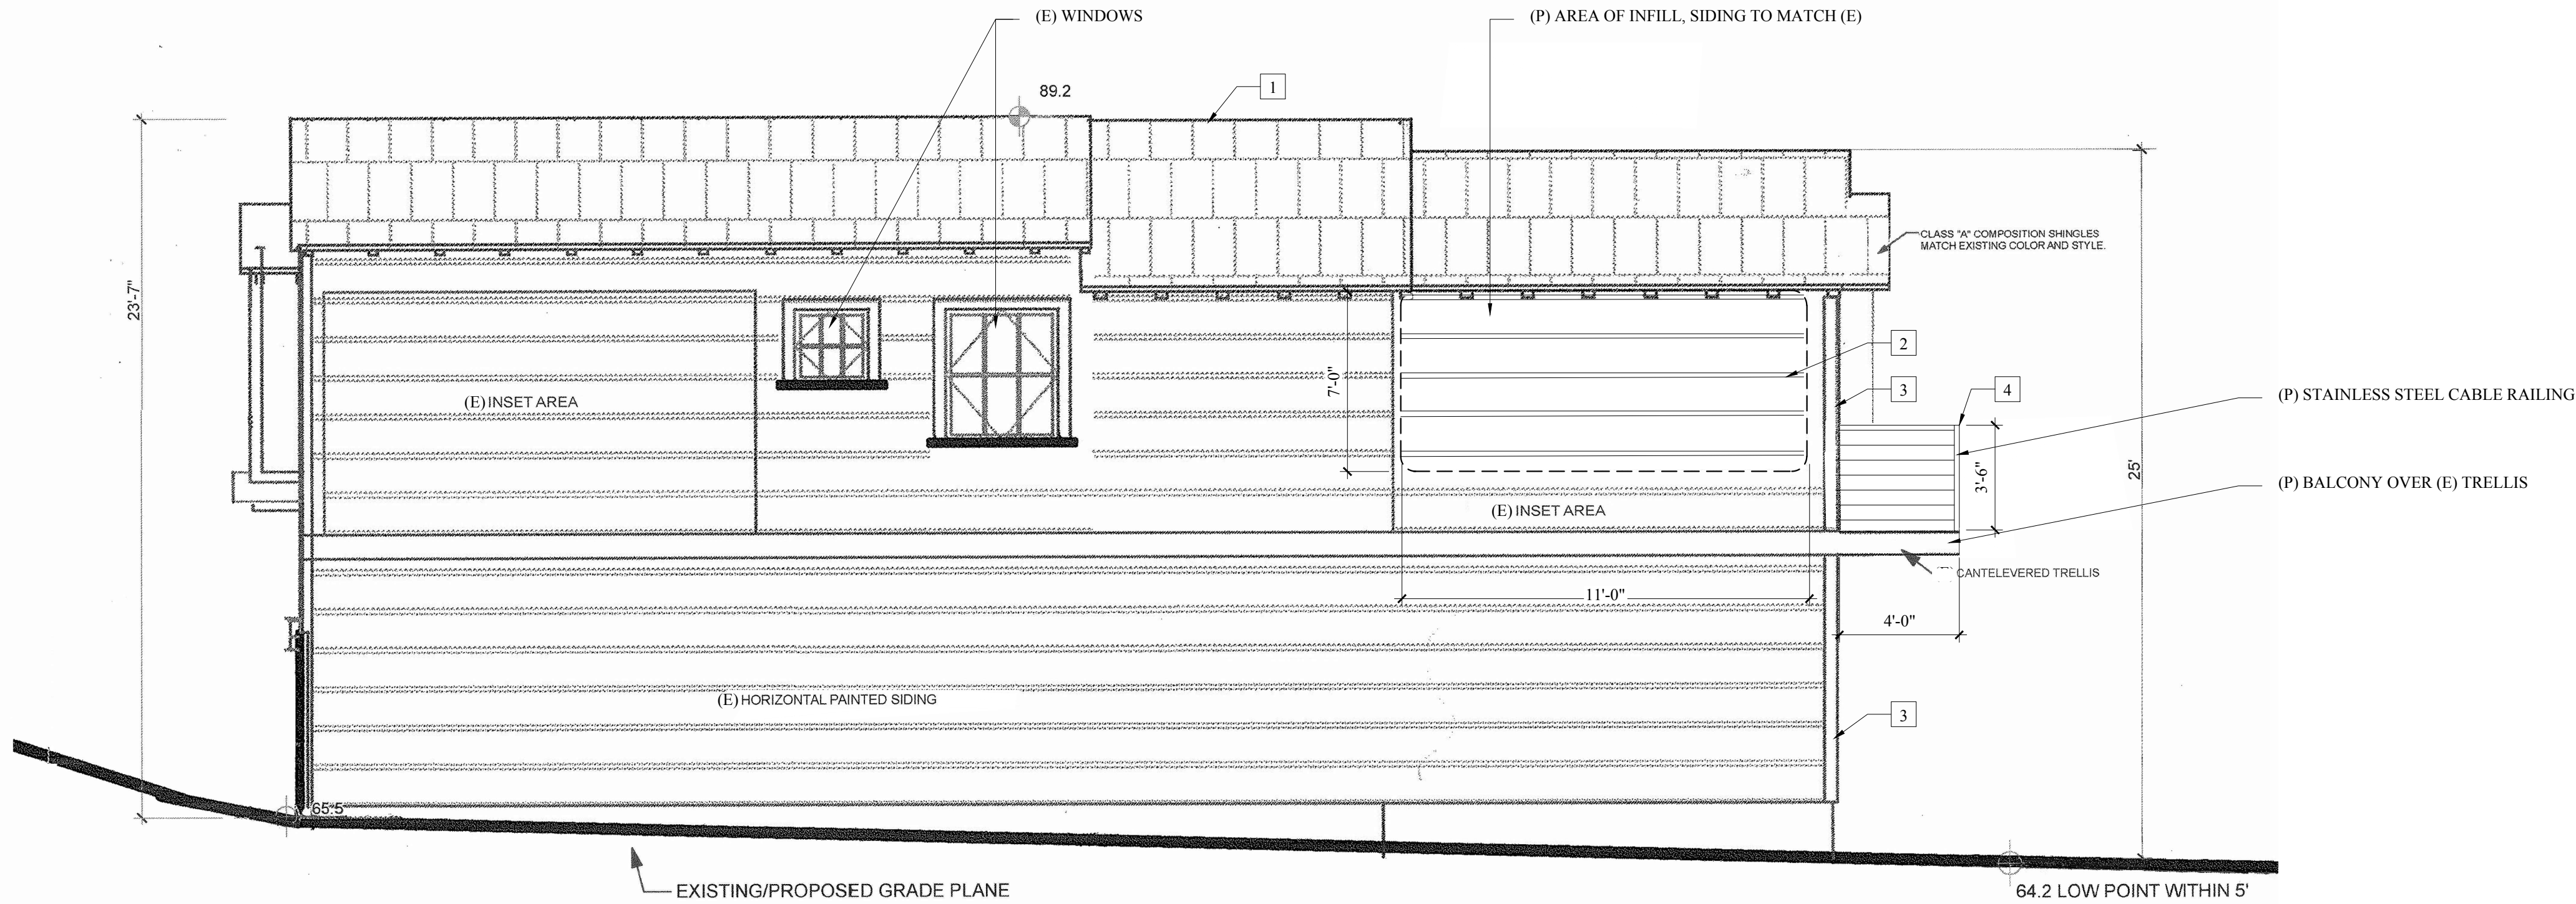 (E) WINDOWS
(P) AREA OF INFILL, SIDING TO MATCH (E)
89.2
1
CLASS "A" COMPOSITION SHINGLES
MATCH EXISTING COLOR AND STYLE.
23'-7"
2
7'-0"
3
4
(P) STAINLESS STEEL CABLE RAILING
(E) INSET AREA
25'
3'-6"
(P) BALCONY OVER (E) TRELLIS
(E) INSET AREA
CANTELEVERED TRELLIS
11'-0"
4'-0"
(E) HORIZONTAL PAINTED SIDING
3
65.5
EXISTING/PROPOSED GRADE PLANE
64.2 LOW POINT WITHIN 5'